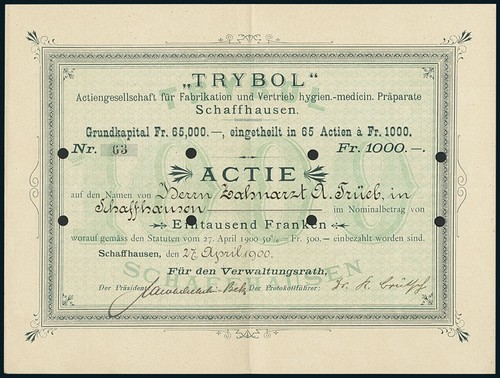 „TRYBOL“
Actiengesellschaft für Fabrikation und Vertrieb hygien.-medicin. Präparate
Schaffhausen.
Grundkapital Fr. 65,000.—, eingetheilt in 65 Actien à Fr. 1000.
Nr. 63 Fr. 1000.—.
ACTIE
auf den Namen von Herrn Zahnarzt A. Trüeb, in
Schaffhausen im Nominalbetrag von
Eintausend Franken
worauf gemäss den Statuten vom 27. April 1900 50% — Fr. 500.— einbezahlt worden sind.
Schaffhausen, den 27. April 1900.
Für den Verwaltungsrath,
Der Präsident: Der Protokollführer: